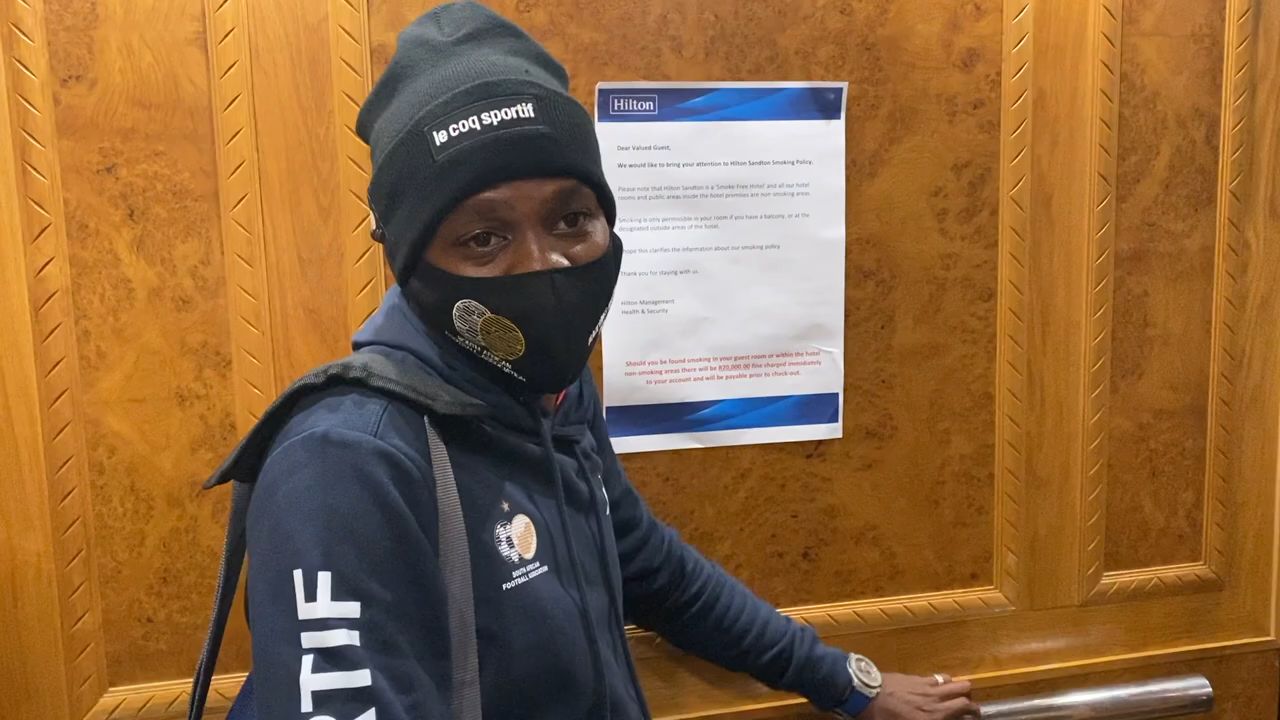 le coq sportif
Hilton
Dear Valued Guest,
We would like to bring your attention to Hilton Sandton Smoking Policy.
Please note that Hilton Sandton is a 'Smoke Free Hotel' and all our hotel
rooms and public areas inside the hotel premises are non smoking areas
Smoking is only permissible in your room if you have a balcony, or at the
designated outside areas of the hotel.
hope this clarifies the information about our smoking policy.
Thank you for staying with us.
Hilton Management
Health & Security
Should you be found smoking in your guest room or within the hotel
non-smoking areas there will be R20,000.00 fine charged immediately
to your account and will be payable prior to check-out.
SOUTH AFRICAN
FOOTBALL ASSOCIATION
RTIF